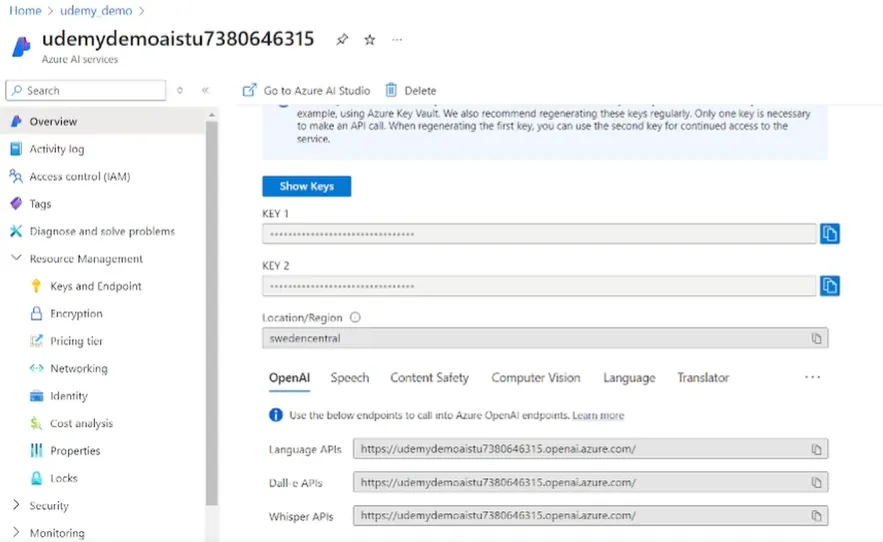 Home > udemy_demo >
udemydemoaistu7380646315
Azure AI services
Search
Go to Azure AI Studio
Delete
Overview
Activity log
Access control (IAM)
Tags
Diagnose and solve problems
Resource Management
Keys and Endpoint
Encryption
Pricing tier
Networking
Identity
Cost analysis
Properties
Locks
Security
Monitoring
example, using Azure Key Vault. We also recommend regenerating these keys regularly. Only one key is necessary
to make an API call. When regenerating the first key, you can use the second key for continued access to the
service.
Show Keys
KEY 1
KEY 2
Location/Region
swedencentral
OpenAI Speech Content Safety Computer Vision Language Translator
Use the below endpoints to call into Azure OpenAI endpoints. Learn more
Language APIs https://udemydemoaistu7380646315.openai.azure.com/
Dall-e APIs https://udemydemoaistu7380646315.openai.azure.com/
Whisper APIs https://udemydemoaistu7380646315.openai.azure.com/